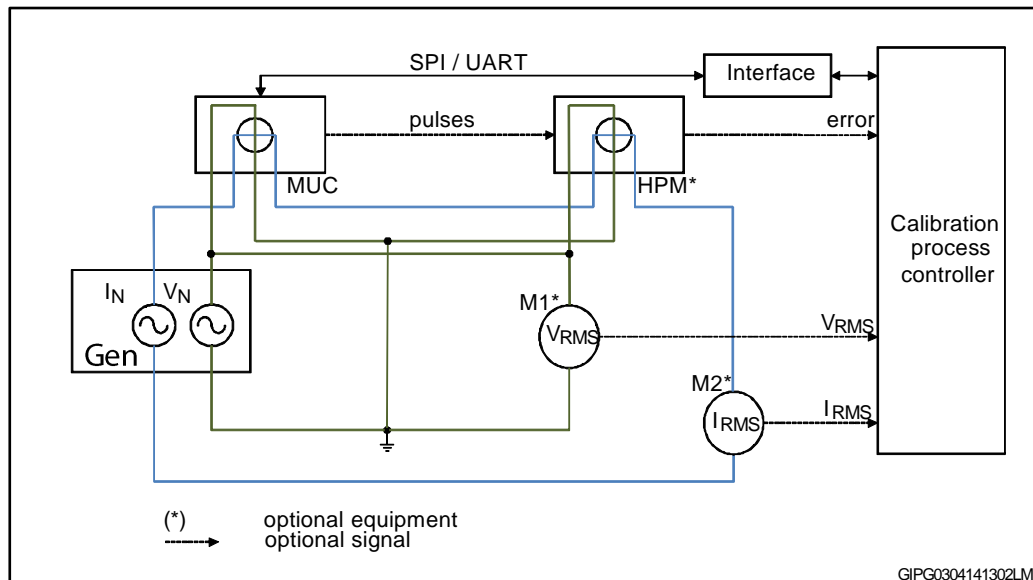 SPI / UART
Interface
pulses
error
MUC
HPM*
Calibration
process
controller
IN
VN
Gen
M1*
VRMS
VRMS
M2*
IRMS
IRMS
(*) optional equipment
optional signal
GIPG0304141302LM